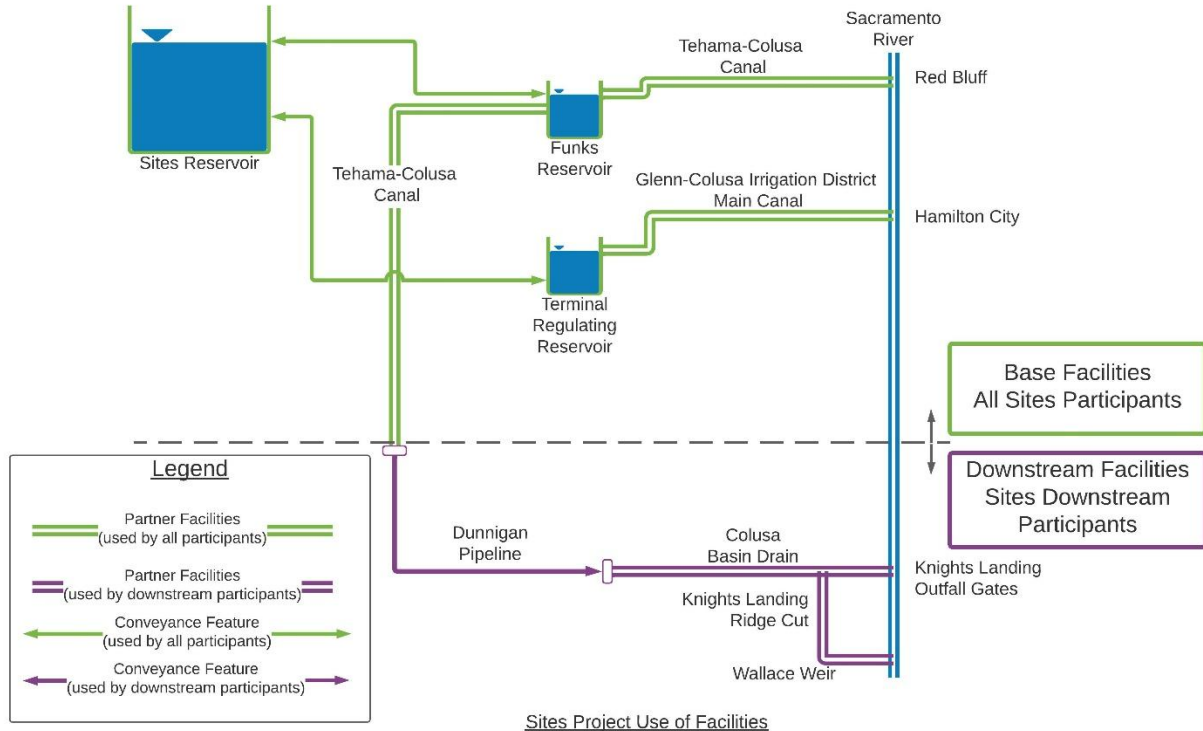 Sacramento
River
Tehama-Colusa
Canal
Red Bluff
Sites Reservoir
Funks
Reservoir
Tehama-Colusa
Canal
Glenn-Colusa Irrigation District
Main Canal
Hamilton City
Terminal
Regulating
Reservoir
Base Facilities
All Sites Participants
Downstream Facilities
Sites Downstream
Participants
Legend
Partner Facilities
(used by all participants)
Partner Facilities
(used by downstream participants)
Conveyance Feature
(used by all participants)
Conveyance Feature
(used by downstream participants)
Dunnigan
Pipeline
Colusa
Basin Drain
Knights Landing
Outfall Gates
Knights Landing
Ridge Cut
Wallace Weir
Sites Project Use of Facilities